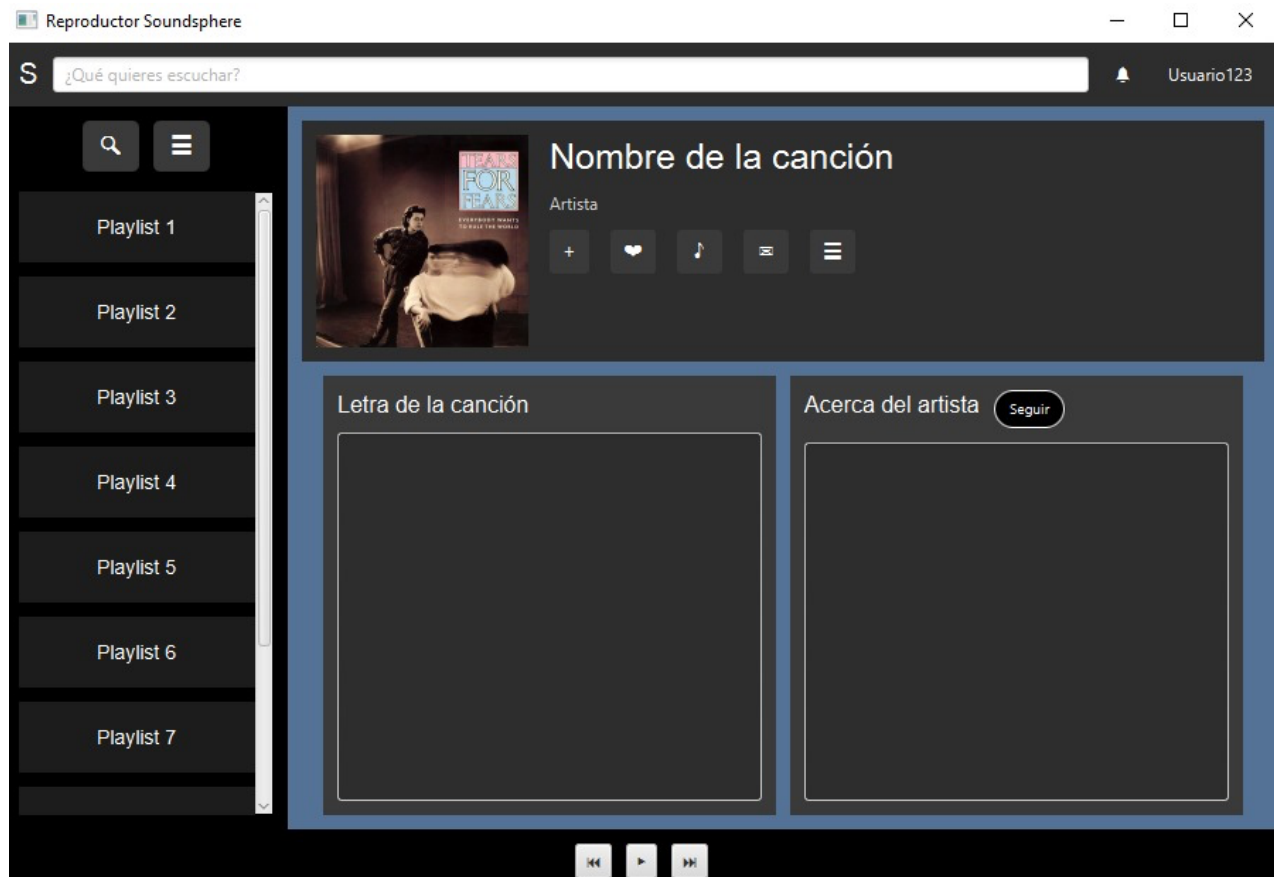 Reproductor Soundsphere
S
¿Qué quieres escuchar?
Usuario123
Playlist 1
Playlist 2
Playlist 3
Playlist 4
Playlist 5
Playlist 6
Playlist 7
TEARS
FOR
FEARS
EVERYBODY WANTS
TO RULE THE WORLD
Nombre de la canción
Artista
+
Letra de la canción
Acerca del artista
Seguir